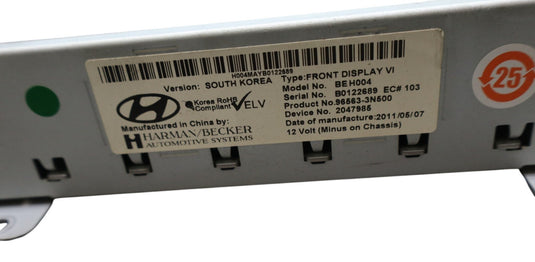 H004MAYB0122689
Version: SOUTH KOREA
Type:FRONT DISPLAY VI
Model No. BEH004
Serial No. B0122689 EC# 103
Product No.96563-3N500
Device No. 2047985
Date of manufacture:2011/05/07
12 Volt (Minus on Chassis)
Korea RoHS
Compliant
ELV
Manufactured in China by:
HARMAN/BECKER
AUTOMOTIVE SYSTEMS
25